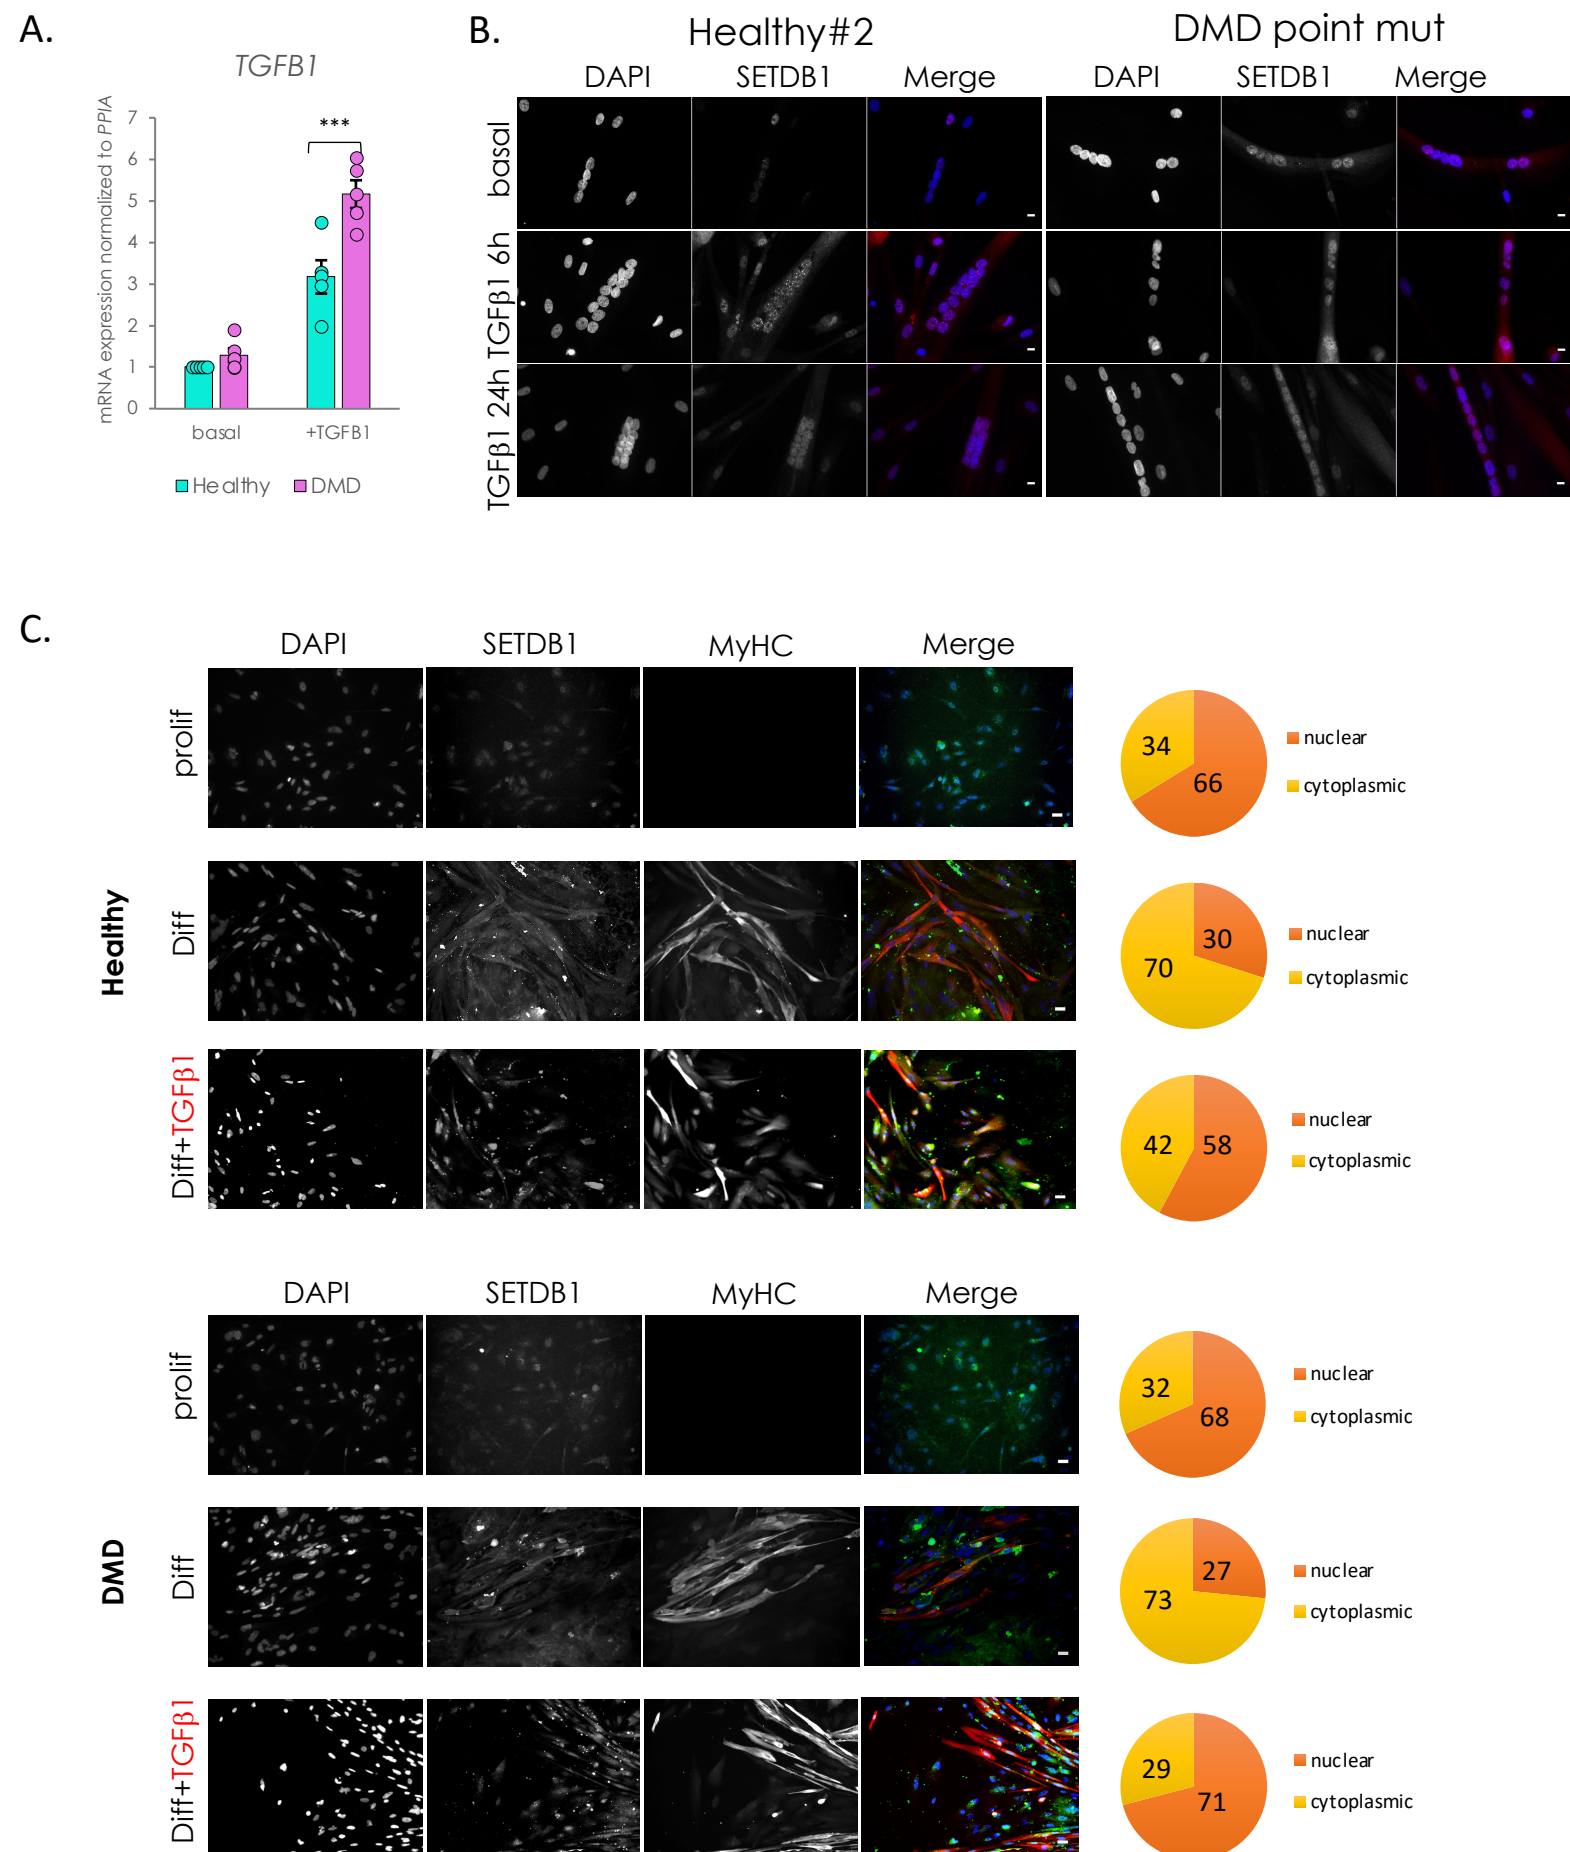 A.
TGFB1
mRNA expression normalized to PPIA
7
6
5
4
3
2
1
0
***
basal
+TGFB1
Healthy
DMD
B.
Healthy#2
DMD point mut
DAPI
SETDB1
Merge
DAPI
SETDB1
Merge
basal
TGFβ1 6h
TGFβ1 24h
C.
DAPI
SETDB1
MyHC
Merge
Healthy
prolif
34
66
nuclear
cytoplasmic
Diff
70
30
nuclear
cytoplasmic
Diff+TGFβ1
42
58
nuclear
cytoplasmic
DAPI
SETDB1
MyHC
Merge
DMD
prolif
32
68
nuclear
cytoplasmic
Diff
73
27
nuclear
cytoplasmic
Diff+TGFβ1
29
71
nuclear
cytoplasmic